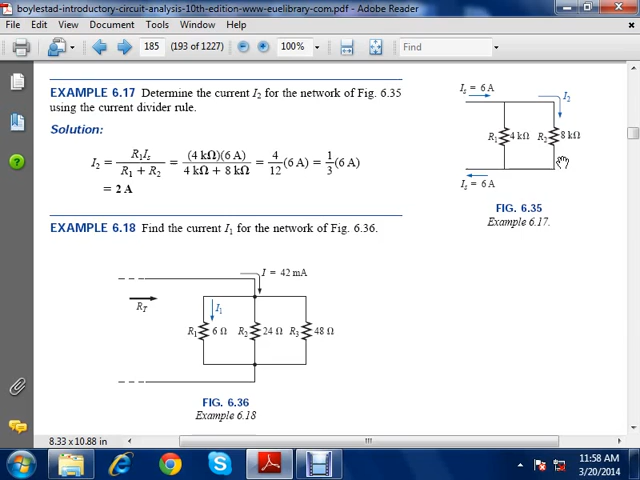 boylestad-introductory-circuit-analysis-10th-edition-www-euelibrary-com.pdf - Adobe Reader
File Edit View Document Tools Window Help
185 (193 of 1227) 100% Find
EXAMPLE 6.17 Determine the current I2 for the network of Fig. 6.35
using the current divider rule.
Solution:
I2 = R1Is / (R1 + R2) = (4 kΩ)(6 A) / (4 kΩ + 8 kΩ) = 4/12 (6 A) = 1/3 (6 A)
= 2 A
Is = 6 A
I2
R1 4 kΩ R2 8 kΩ
Is = 6 A
FIG. 6.35
Example 6.17.
EXAMPLE 6.18 Find the current I1 for the network of Fig. 6.36.
I = 42 mA
RT
I1
R1 6 Ω R2 24 Ω R3 48 Ω
FIG. 6.36
Example 6.18
8.33 x 10.88 in
11:58 AM
3/20/2014